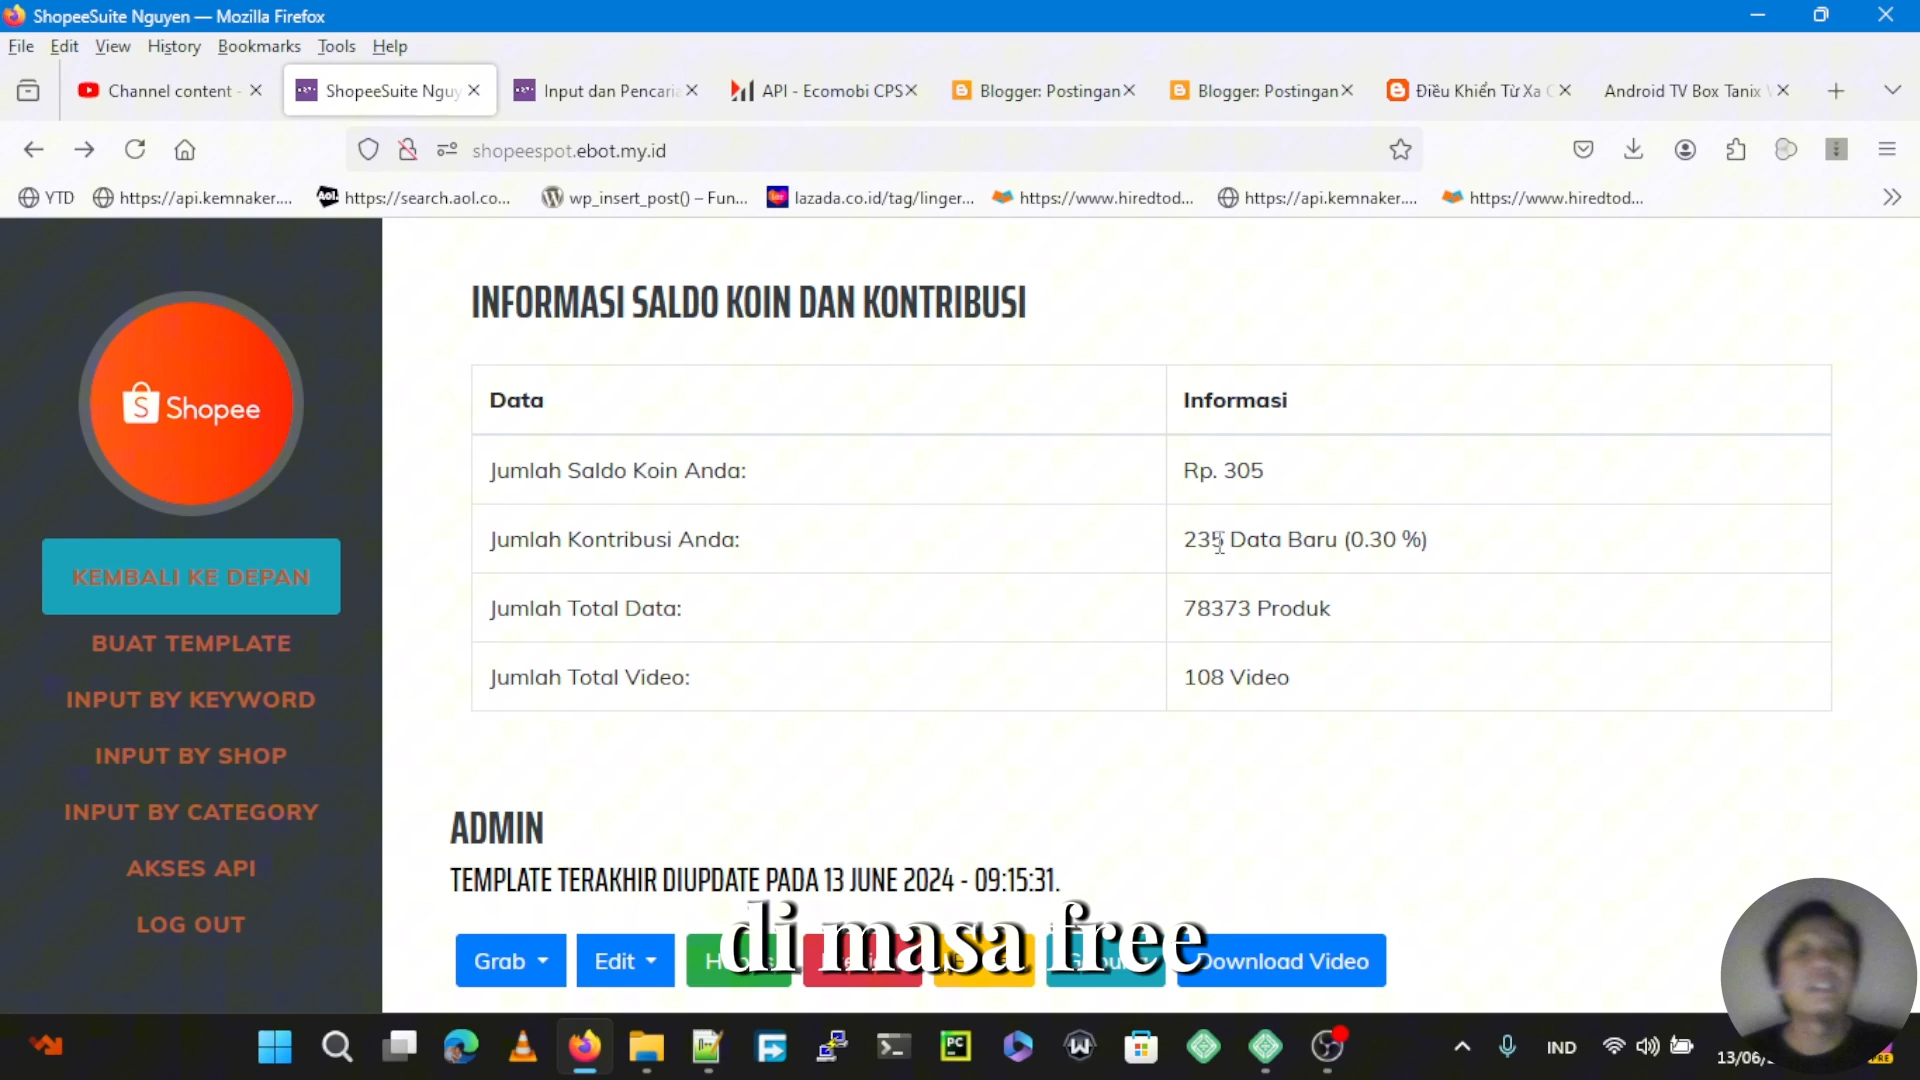 ShopeeSuite Nguyen — Mozilla Firefox
File Edit View History Bookmarks Tools Help
Channel content -
ShopeeSuite Nguy
Input dan Pencaria
API - Ecomobi CPS
Blogger: Postingan
Blogger: Postingan
Điều Khiển Từ Xa
Android TV Box Tanix
shopeespot.ebot.my.id
YTD
https://api.kemnaker....
Aol.
https://search.aol.co...
wp_insert_post() – Fun...
lazada.co.id/tag/linger...
https://www.hiredtod...
https://api.kemnaker....
https://www.hiredtod...
S Shopee
KEMBALI KE DEPAN
BUAT TEMPLATE
INPUT BY KEYWORD
INPUT BY SHOP
INPUT BY CATEGORY
AKSES API
LOG OUT
INFORMASI SALDO KOIN DAN KONTRIBUSI
Data Informasi
Jumlah Saldo Koin Anda: Rp. 305
Jumlah Kontribusi Anda: 235 Data Baru (0.30 %)
Jumlah Total Data: 78373 Produk
Jumlah Total Video: 108 Video
ADMIN
TEMPLATE TERAKHIR DIUPDATE PADA 13 JUNE 2024 - 09:15:31.
Grab Edit Download Video
di masa free
PC
IND
13/06/